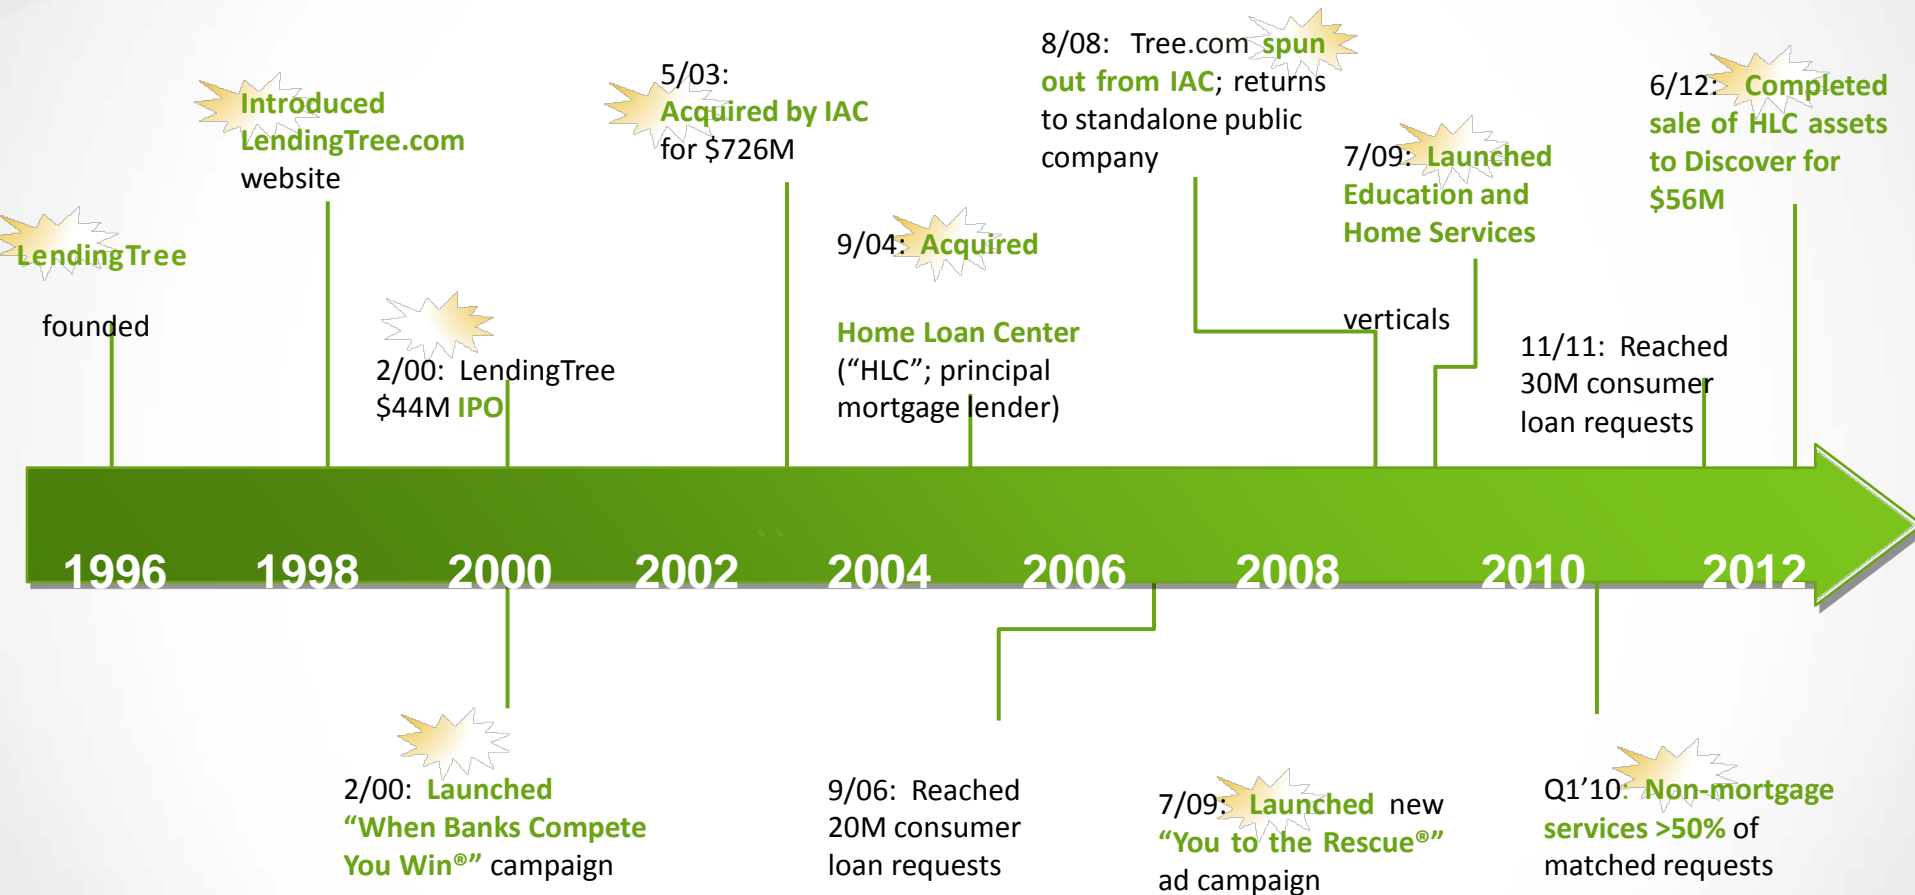 LendingTree
founded
Introduced
LendingTree.com
website
2/00: LendingTree
$44M IPO
5/03:
Acquired by IAC
for $726M
9/04: Acquired
Home Loan Center
(“HLC”; principal
mortgage lender)
8/08: Tree.com spun
out from IAC; returns
to standalone public
company
7/09: Launched
Education and
Home Services
verticals
11/11: Reached
30M consumer
loan requests
6/12: Completed
sale of HLC assets
to Discover for
$56M
1996 1998 2000 2002 2004 2006 2008 2010 2012
2/00: Launched
“When Banks Compete
You Win®” campaign
9/06: Reached
20M consumer
loan requests
7/09: Launched new
“You to the Rescue®”
ad campaign
Q1’10: Non-mortgage
services >50% of
matched requests